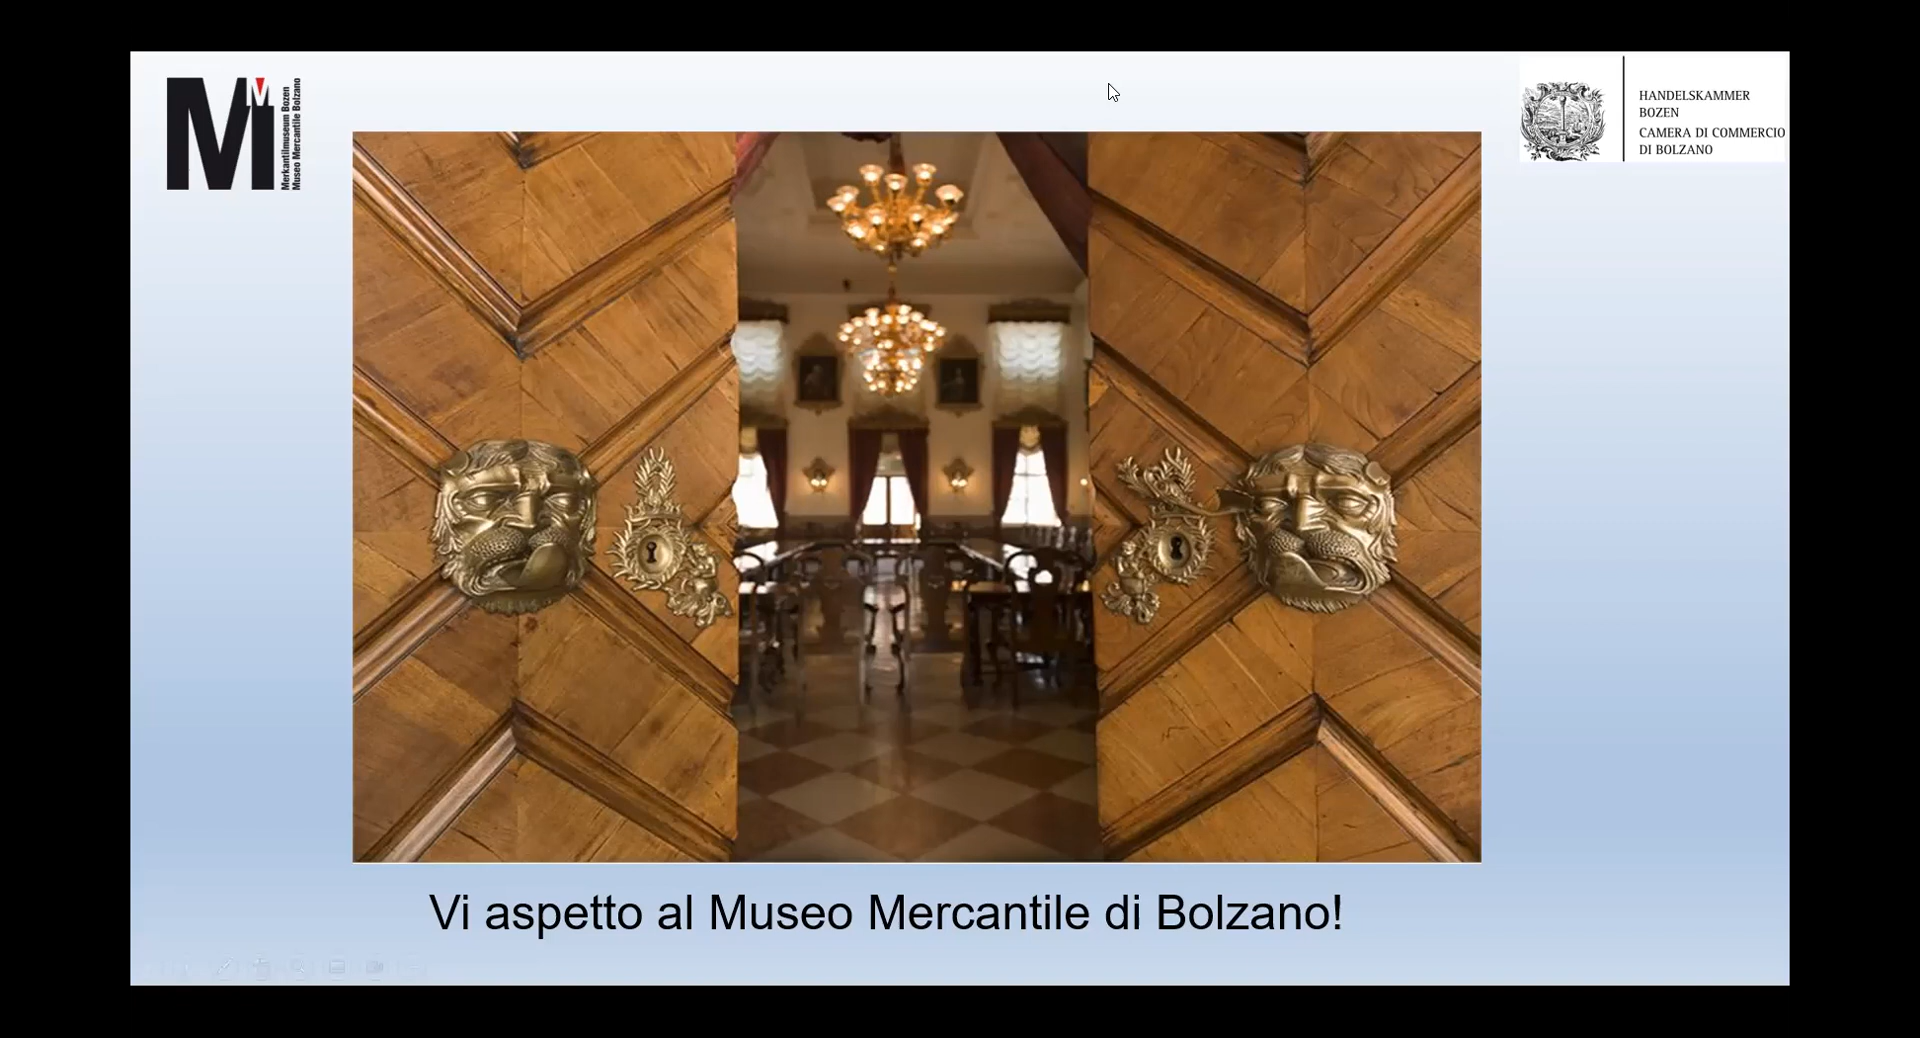 Merkantilmuseum Bozen
Museo Mercantile Bolzano
HANDELSKAMMER
BOZEN
CAMERA DI COMMERCIO
DI BOLZANO
Vi aspetto al Museo Mercantile di Bolzano!